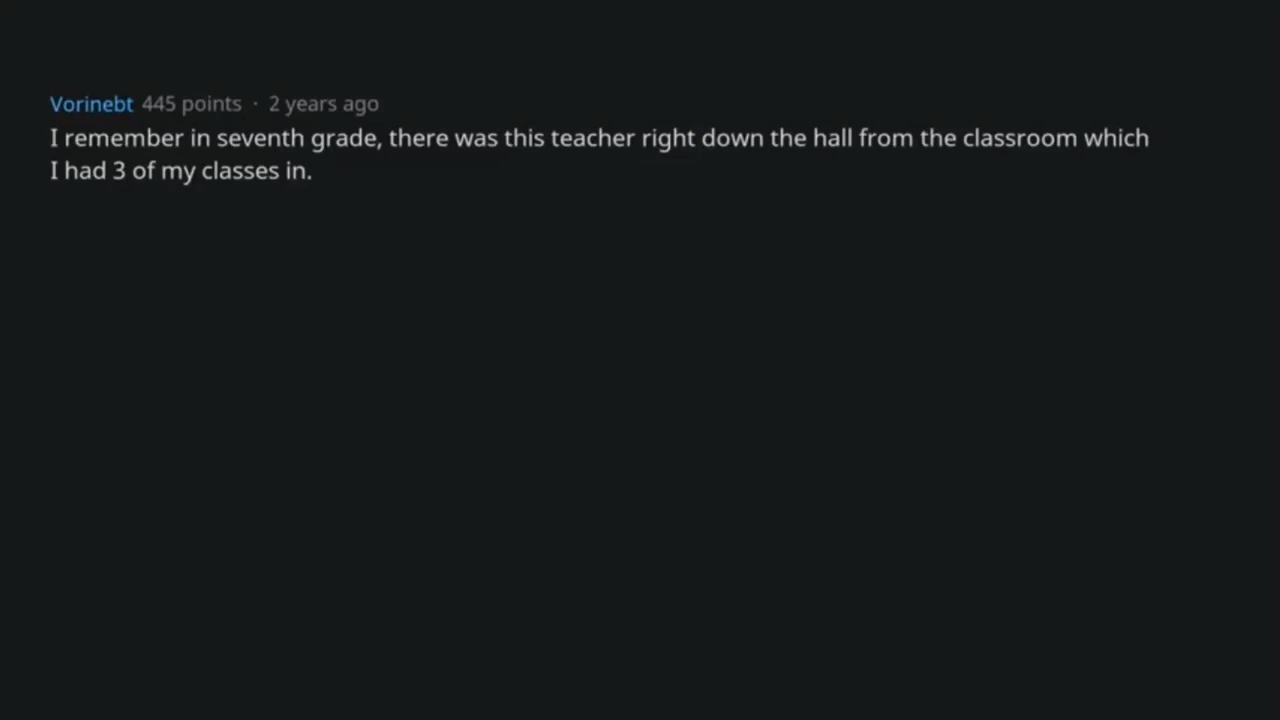 Vorinebt 445 points · 2 years ago
I remember in seventh grade, there was this teacher right down the hall from the classroom which
I had 3 of my classes in.